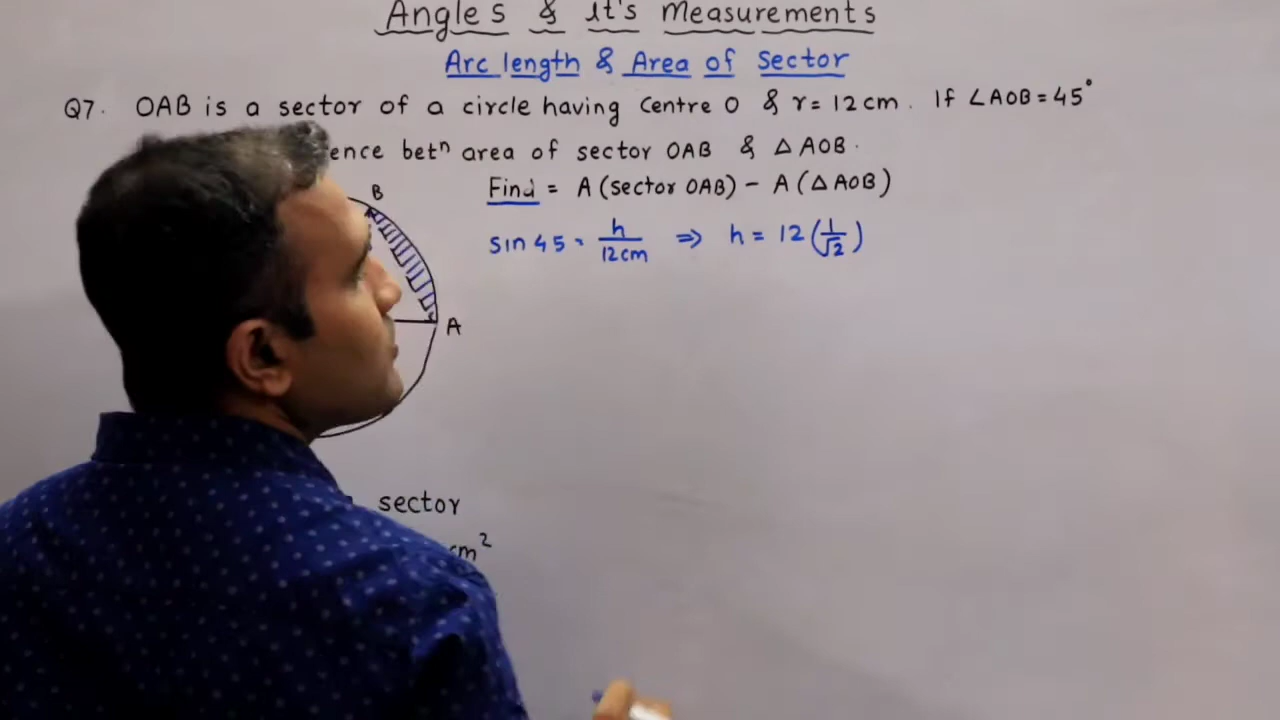 Angles & It's Measurements
Arc length & Area of Sector
Q7. OAB is a sector of a circle having Centre O & r = 12 cm. If ∠AOB = 45°
ence betⁿ area of sector OAB & △ AOB.
B
Find = A (sector OAB) – A (△ AOB)
sin 45 = h/12cm ⇒ h = 12 (1/√2)
A
sector
cm²